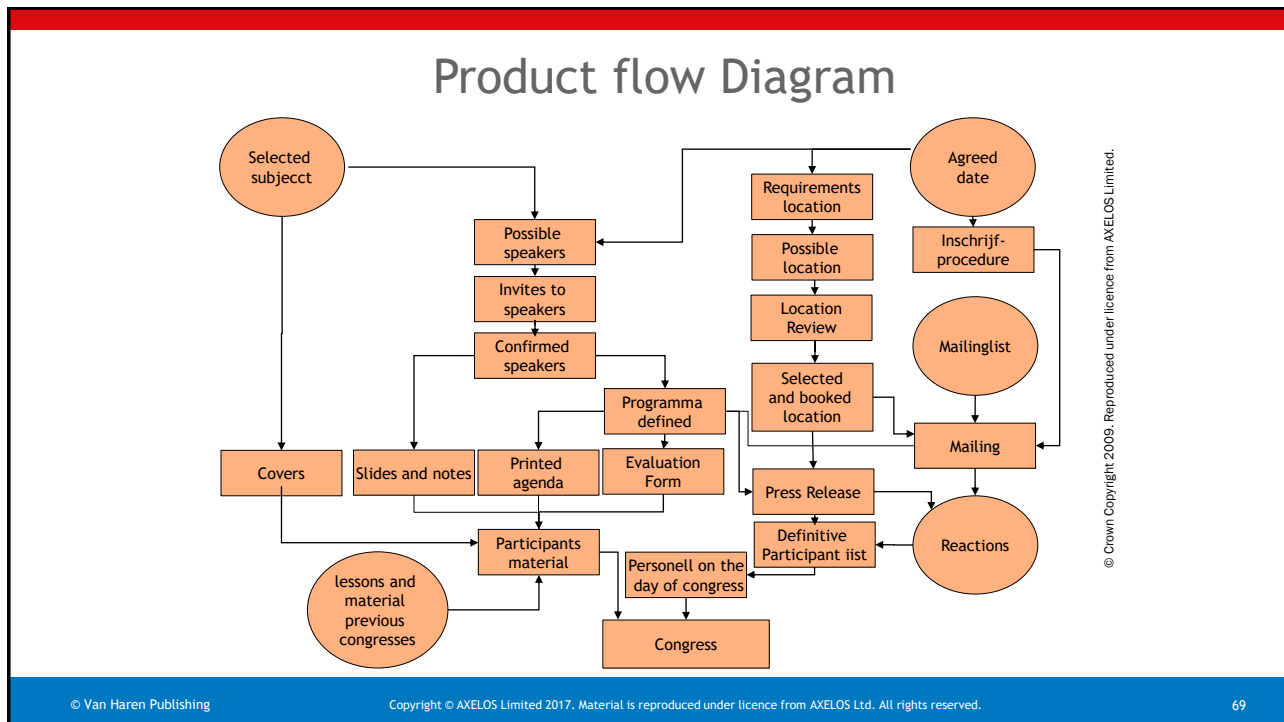 Product flow Diagram
Selected
subjecct
Agreed
date
Requirements
location
Possible
speakers
Possible
location
Inschrijf-
procedure
Invites to
speakers
Location
Review
Mailinglist
Confirmed
speakers
Selected
and booked
location
Programma
defined
Mailing
Covers
Slides and notes
Printed
agenda
Evaluation
Form
Press Release
Participants
material
Definitive
Participant iist
Reactions
Personell on the
day of congress
lessons and
material
previous
congresses
Congress
© Crown Copyright 2009. Reproduced under licence from AXELOS Limited.
© Van Haren Publishing
Copyright © AXELOS Limited 2017. Material is reproduced under licence from AXELOS Ltd. All rights reserved.
69